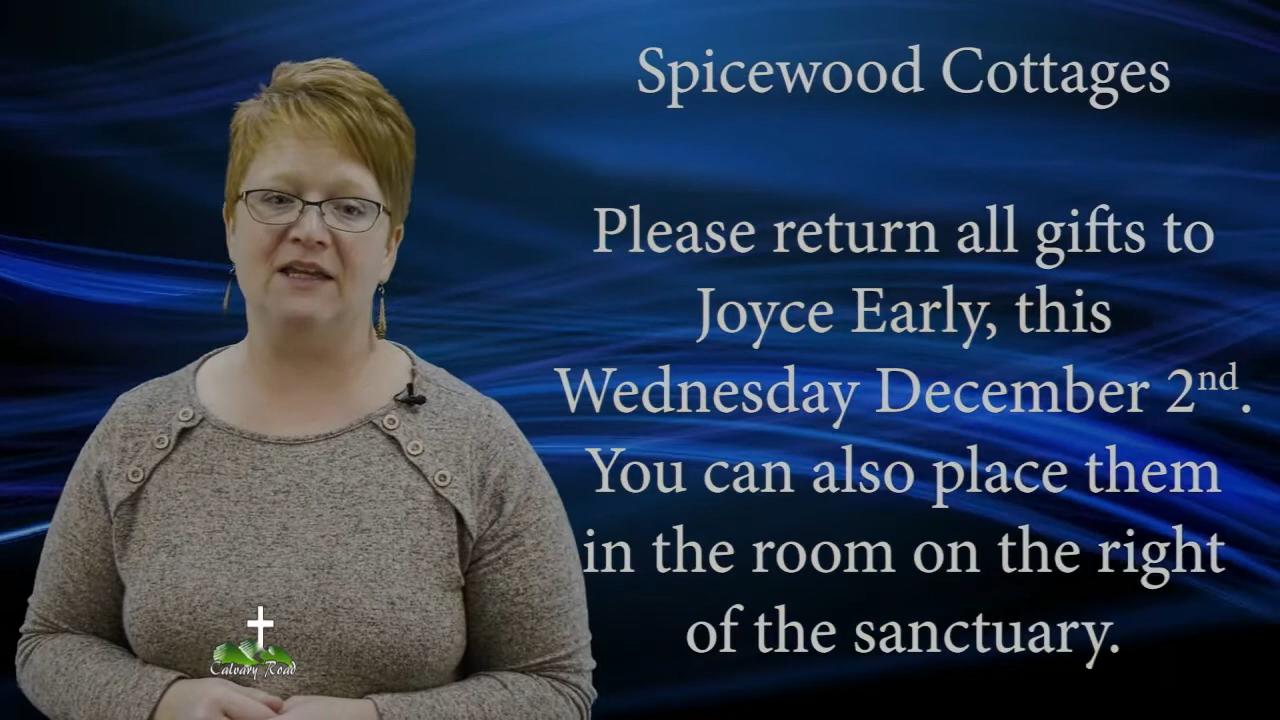 Spicewood Cottages
Please return all gifts to
Joyce Early, this
Wednesday December 2nd.
You can also place them
in the room on the right
of the sanctuary.
Calvary Road